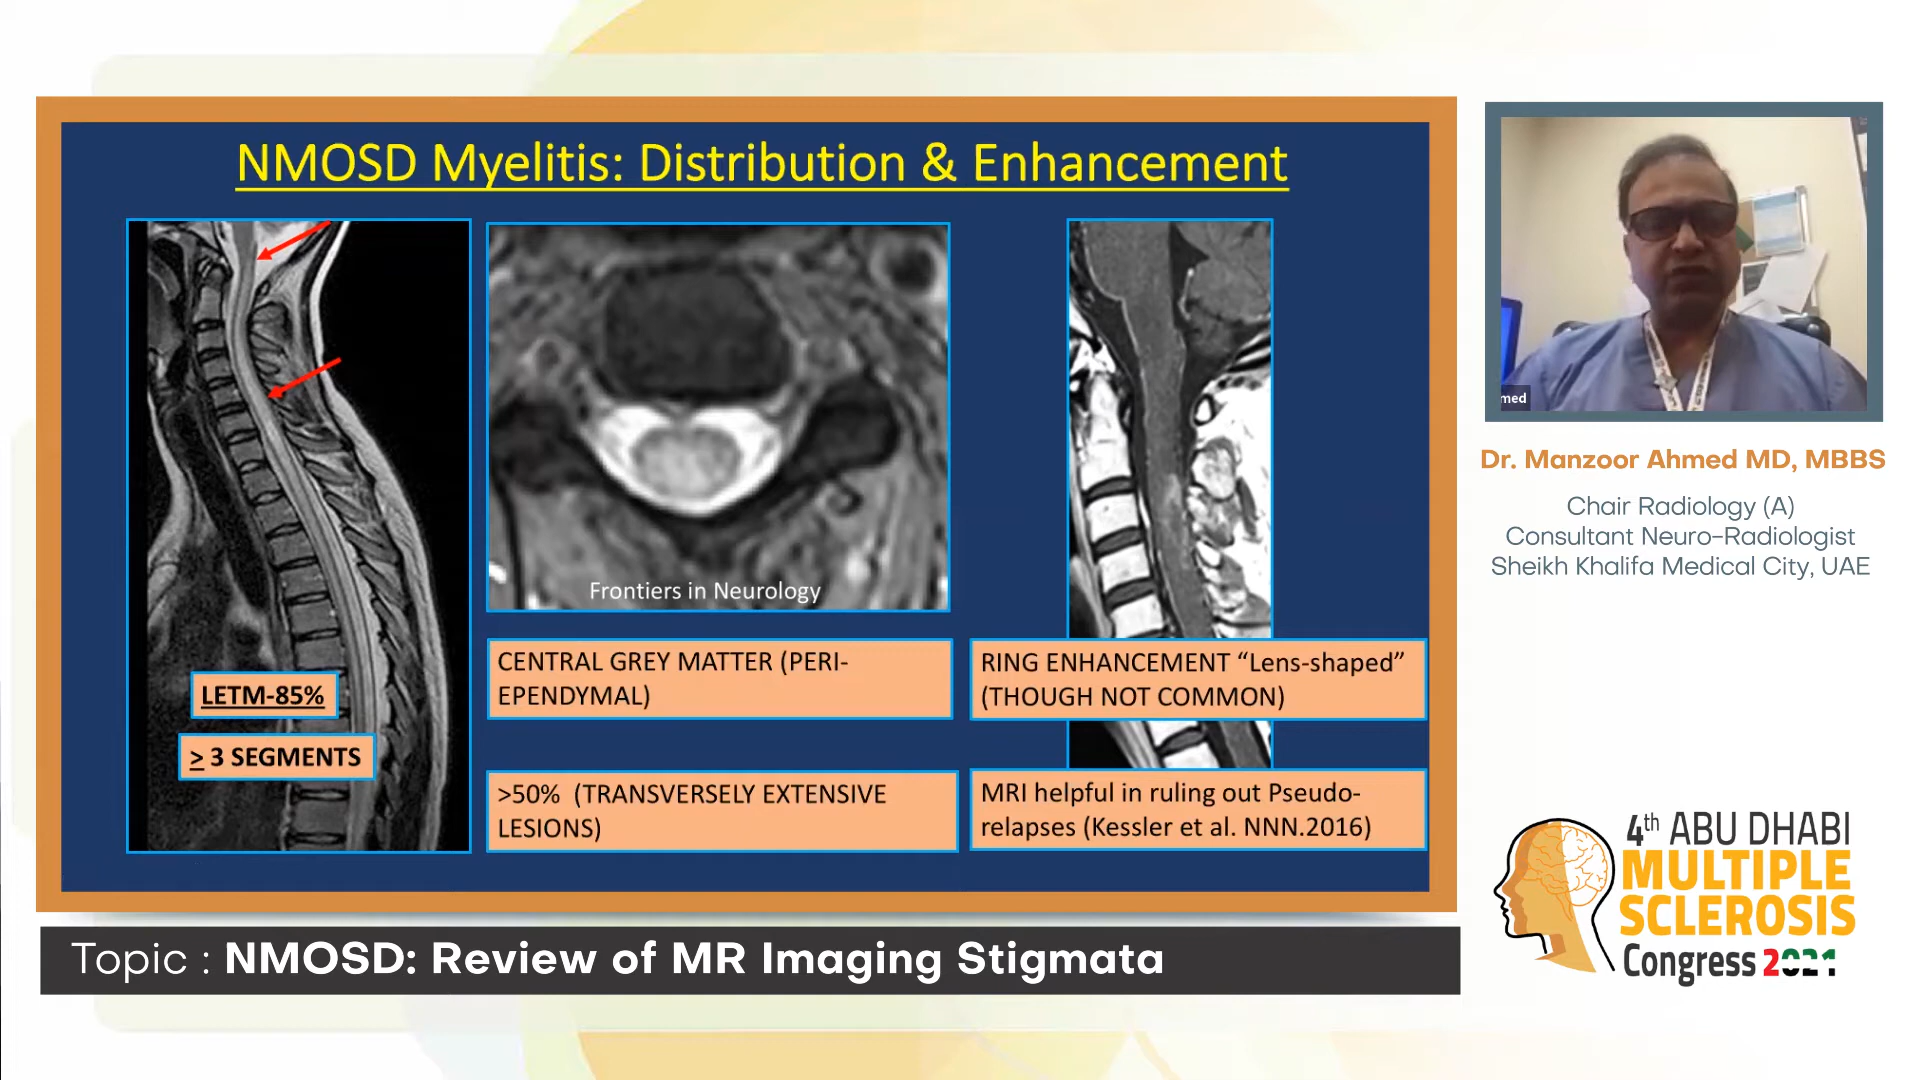 NMOSD Myelitis: Distribution & Enhancement
LETM-85%
≥ 3 SEGMENTS
Frontiers in Neurology
CENTRAL GREY MATTER (PERI-
EPENDYMAL)
>50% (TRANSVERSELY EXTENSIVE
LESIONS)
RING ENHANCEMENT “Lens-shaped”
(THOUGH NOT COMMON)
MRI helpful in ruling out Pseudo-
relapses (Kessler et al. NNN.2016)
med
Dr. Manzoor Ahmed MD, MBBS
Chair Radiology (A)
Consultant Neuro-Radiologist
Sheikh Khalifa Medical City, UAE
4th ABU DHABI
MULTIPLE
SCLEROSIS
Congress 2021
Topic : NMOSD: Review of MR Imaging Stigmata